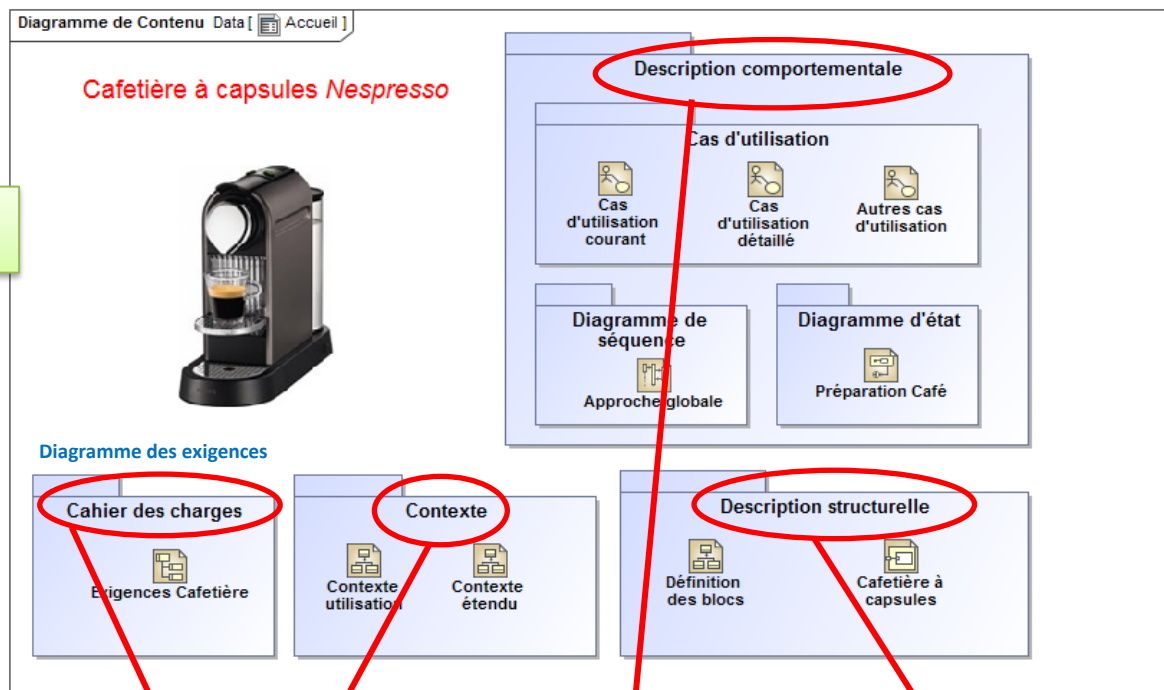 Diagramme de Contenu Data [ Accueil ]
Cafetière à capsules Nespresso
Description comportementale
Cas d'utilisation
Cas
d'utilisation
courant
Cas
d'utilisation
détaillé
Autres cas
d'utilisation
Diagramme de
séquence
Approche globale
Diagramme d'état
Préparation Café
Diagramme des exigences
Cahier des charges
Exigences Cafetière
Contexte
Contexte
utilisation
Contexte
étendu
Description structurelle
Définition
des blocs
Cafetière à
capsules